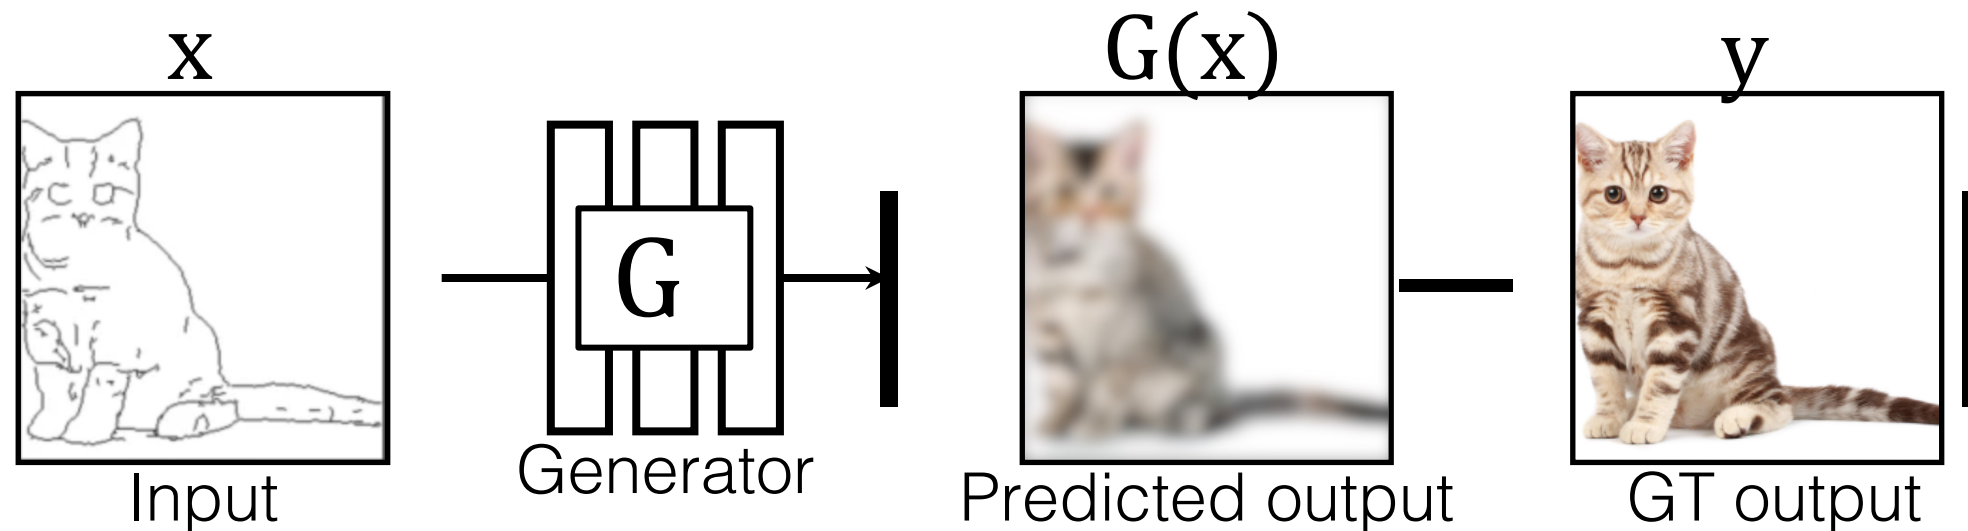 x
G(x)
y
G
Input
Generator
Predicted output
GT output